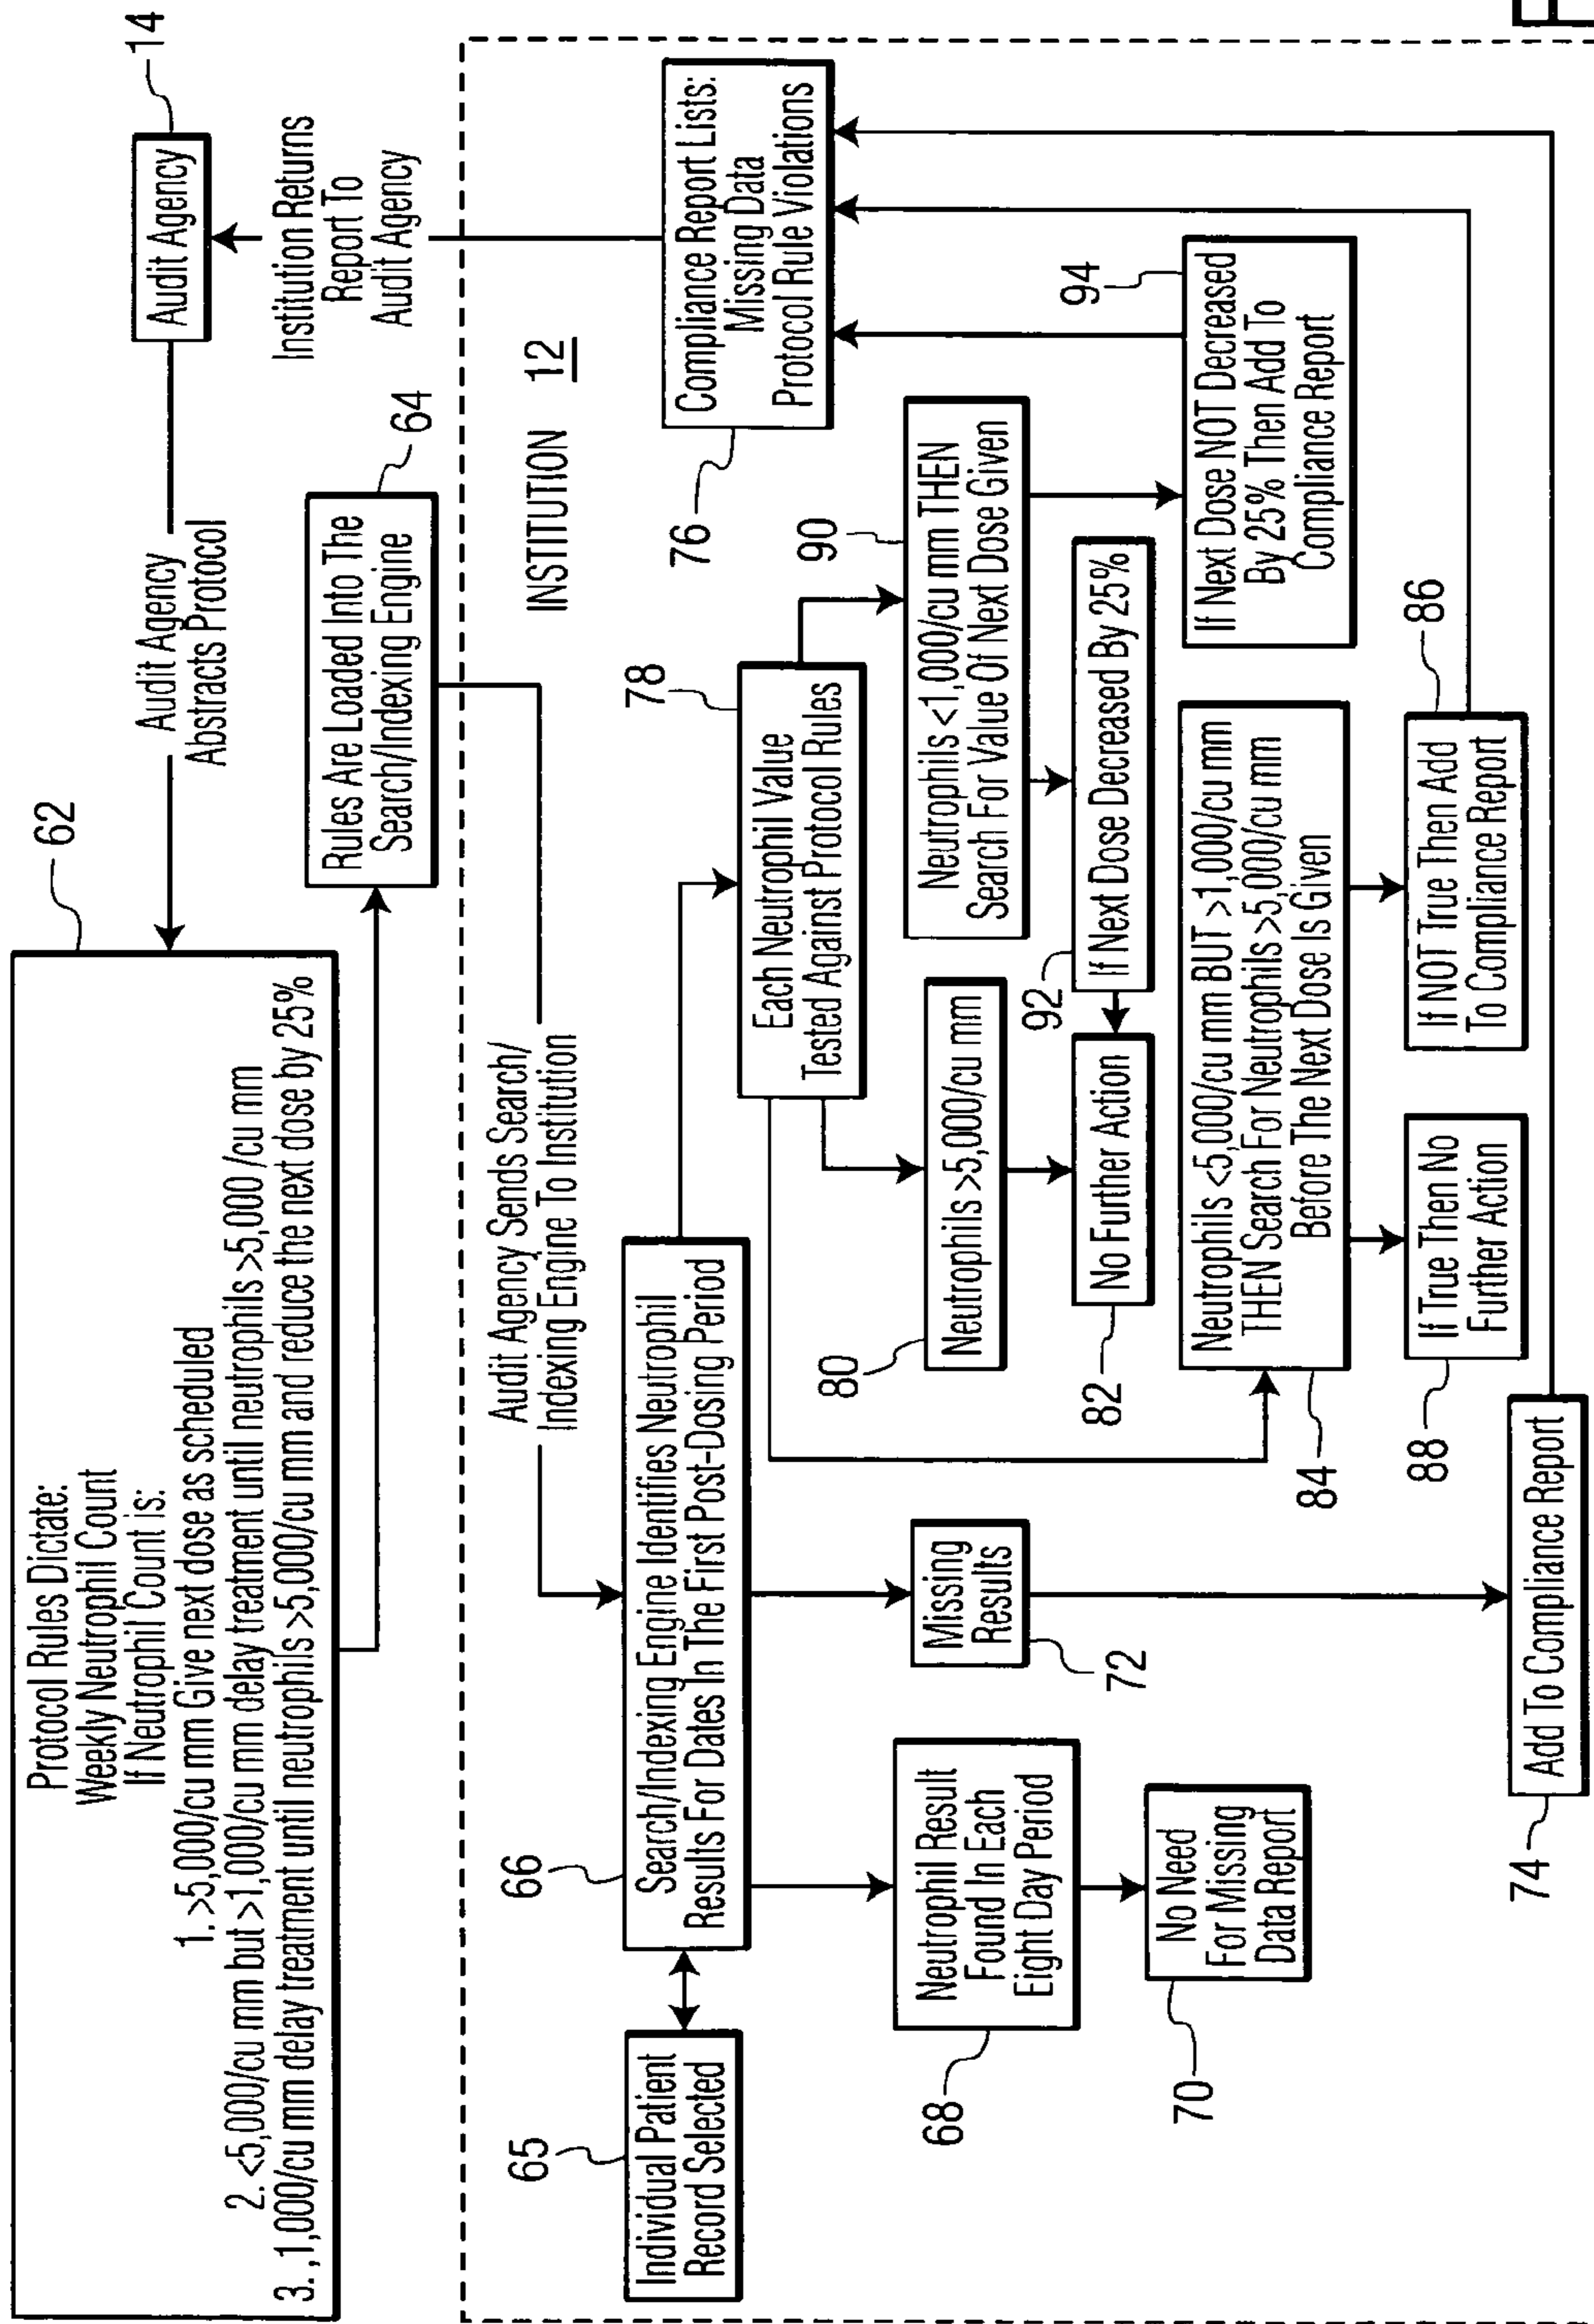 62
Protocol Rules Dictate:
Weekly Neutrophil Count
If Neutrophil Count is:
1. >5,000/cu mm Give next dose as scheduled
2. <5,000/cu mm but >1,000/cu mm delay treatment until neutrophils >5,000 /cu mm
3. ,1,000/cu mm delay treatment until neutrophils >5,000/cu mm and reduce the next dose by 25%
Audit Agency
Abstracts Protocol
Audit Agency
14
Institution Returns
Report To
Audit Agency
Rules Are Loaded Into The
Search/Indexing Engine
64
Audit Agency Sends Search/
Indexing Engine To Institution
INSTITUTION 12
65
Individual Patient
Record Selected
66
Search/Indexing Engine Identifies Neutrophil
Results For Dates In The First Post-Dosing Period
68
Neutrophil Result
Found In Each
Eight Day Period
70
No Need
For Missing
Data Report
Missing
Results
72
74
Add To Compliance Report
78
Each Neutrophil Value
Tested Against Protocol Rules
80
Neutrophils >5,000/cu mm
82
No Further Action
84
Neutrophils <5,000/cu mm BUT >1,000/cu mm
THEN Search For Neutrophils >5,000/cu mm
Before The Next Dose Is Given
88
If True Then No
Further Action
86
If NOT True Then Add
To Compliance Report
90
Neutrophils <1,000/cu mm THEN
Search For Value Of Next Dose Given
92
If Next Dose Decreased By 25%
94
If Next Dose NOT Decreased
By 25% Then Add To
Compliance Report
76
Compliance Report Lists:
Missing Data
Protocol Rule Violations